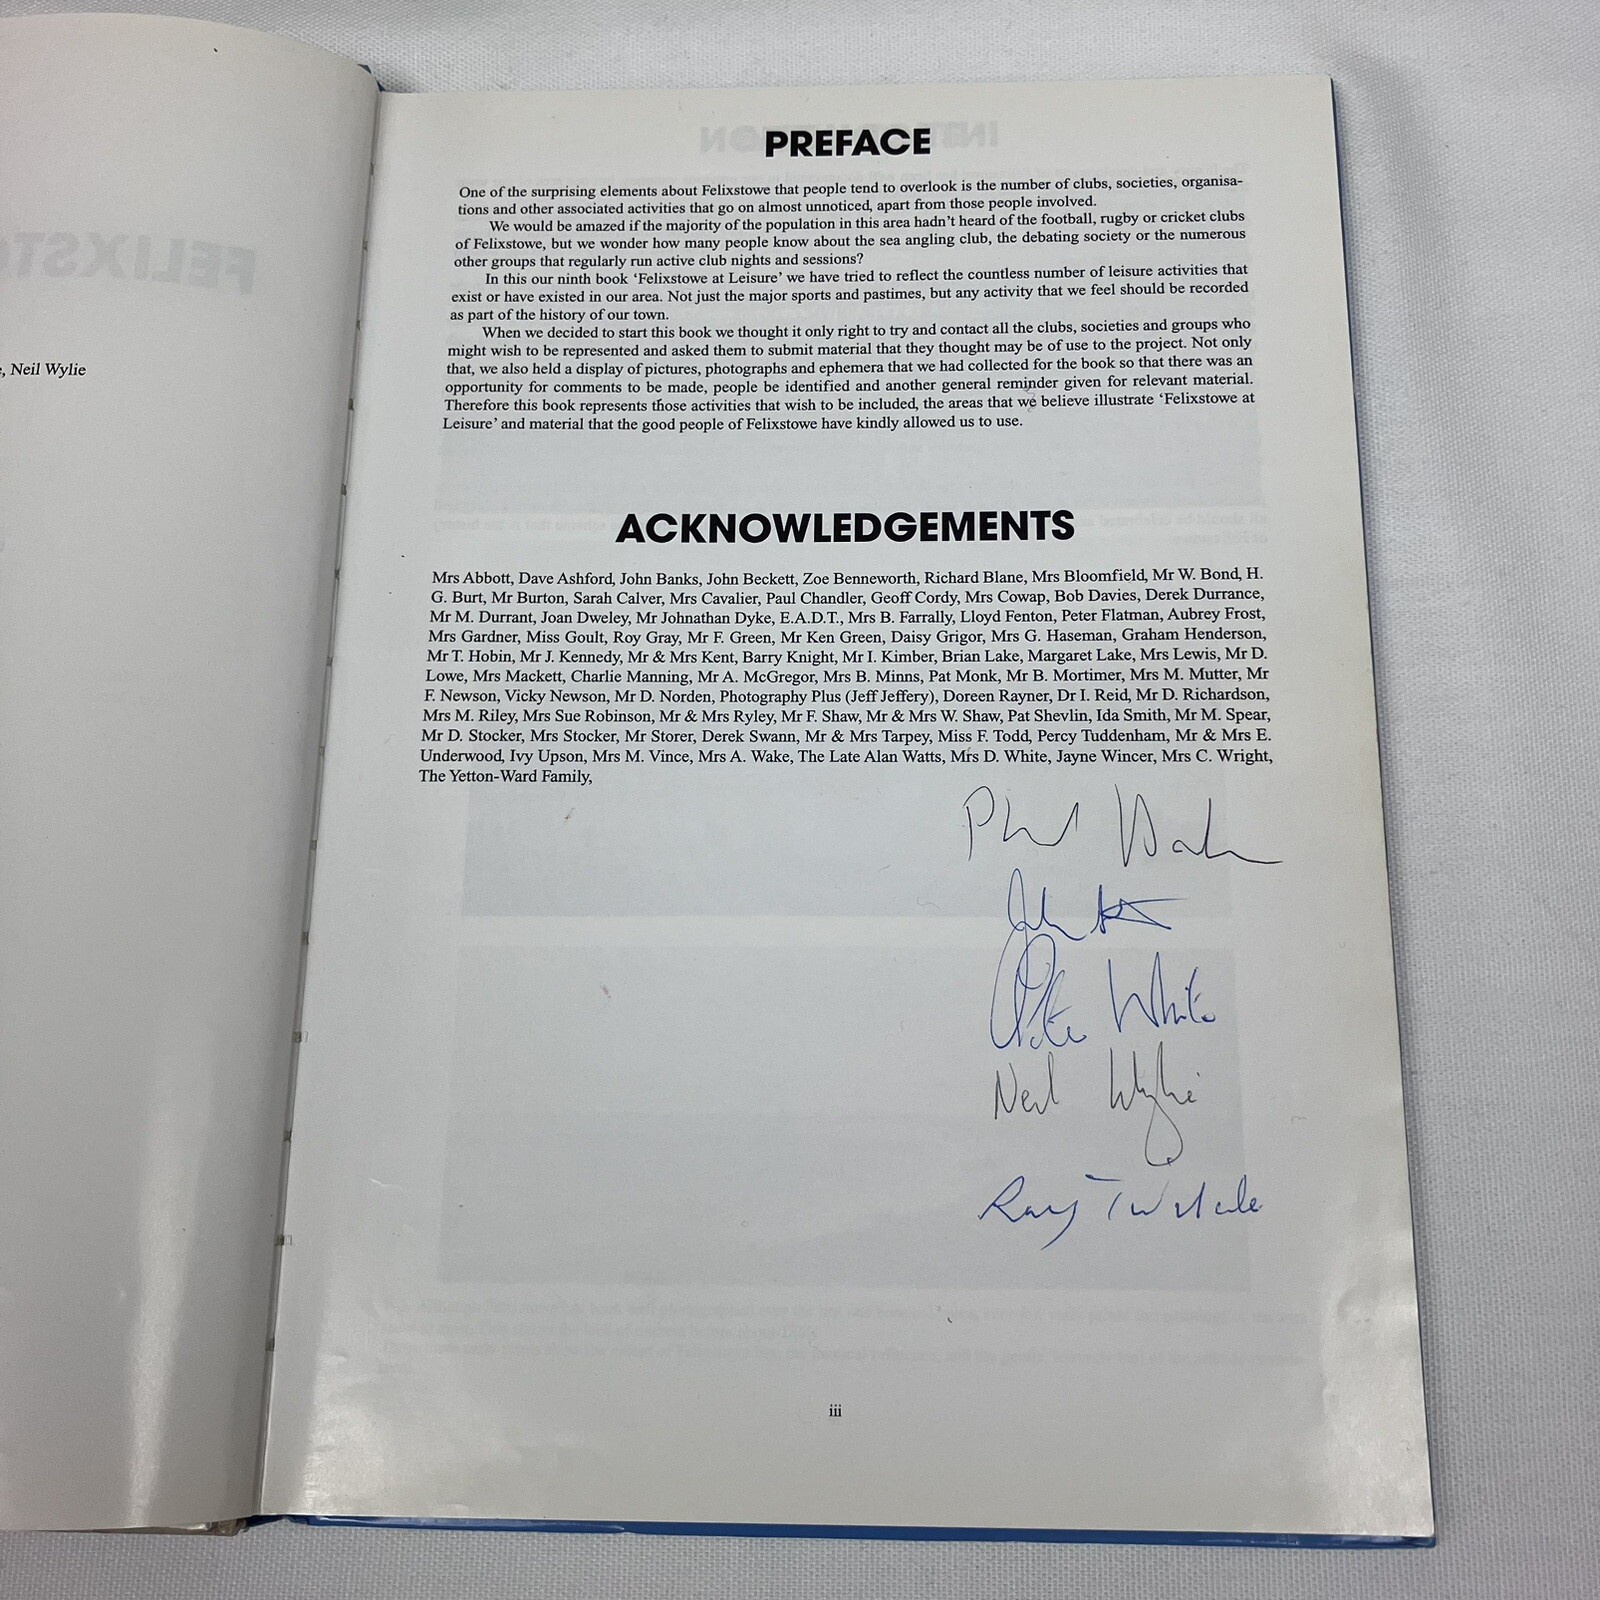 FELIXSTO
, Neil Wylie
PREFACE
One of the surprising elements about Felixstowe that people tend to overlook is the number of clubs, societies, organisa-
tions and other associated activities that go on almost unnoticed, apart from those people involved.
We would be amazed if the majority of the population in this area hadn't heard of the football, rugby or cricket clubs
of Felixstowe, but we wonder how many people know about the sea angling club, the debating society or the numerous
other groups that regularly run active club nights and sessions?
In this our ninth book 'Felixstowe at Leisure' we have tried to reflect the countless number of leisure activities that
exist or have existed in our area. Not just the major sports and pastimes, but any activity that we feel should be recorded
as part of the history of our town.
When we decided to start this book we thought it only right to try and contact all the clubs, societies and groups who
might wish to be represented and asked them to submit material that they thought may be of use to the project. Not only
that, we also held a display of pictures, photographs and ephemera that we had collected for the book so that there was an
opportunity for comments to be made, people be identified and another general reminder given for relevant material.
Therefore this book represents those activities that wish to be included, the areas that we believe illustrate 'Felixstowe at
Leisure' and material that the good people of Felixstowe have kindly allowed us to use.
ACKNOWLEDGEMENTS
Mrs Abbott, Dave Ashford, John Banks, John Beckett, Zoe Benneworth, Richard Blane, Mrs Bloomfield, Mr W. Bond, H.
G. Burt, Mr Burton, Sarah Calver, Mrs Cavalier, Paul Chandler, Geoff Cordy, Mrs Cowap, Bob Davies, Derek Durrance,
Mr M. Durrant, Joan Dweley, Mr Johnathan Dyke, E.A.D.T., Mrs B. Farrally, Lloyd Fenton, Peter Flatman, Aubrey Frost,
Mrs Gardner, Miss Goult, Roy Gray, Mr F. Green, Mr Ken Green, Daisy Grigor, Mrs G. Haseman, Graham Henderson,
Mr T. Hobin, Mr J. Kennedy, Mr & Mrs Kent, Barry Knight, Mr I. Kimber, Brian Lake, Margaret Lake, Mrs Lewis, Mr D.
Lowe, Mrs Mackett, Charlie Manning, Mr A. McGregor, Mrs B. Minns, Pat Monk, Mr B. Mortimer, Mrs M. Mutter, Mr
F. Newson, Vicky Newson, Mr D. Norden, Photography Plus (Jeff Jeffery), Doreen Rayner, Dr I. Reid, Mr D. Richardson,
Mrs M. Riley, Mrs Sue Robinson, Mr & Mrs Ryley, Mr F. Shaw, Mr & Mrs W. Shaw, Pat Shevlin, Ida Smith, Mr M. Spear,
Mr D. Stocker, Mrs Stocker, Mr Storer, Derek Swann, Mr & Mrs Tarpey, Miss F. Todd, Percy Tuddenham, Mr & Mrs E.
Underwood, Ivy Upson, Mrs M. Vince, Mrs A. Wake, The Late Alan Watts, Mrs D. White, Jayne Wincer, Mrs C. Wright,
The Yetton-Ward Family,
Phil
John
White
Neil Wylie
Ray Twidale
iii